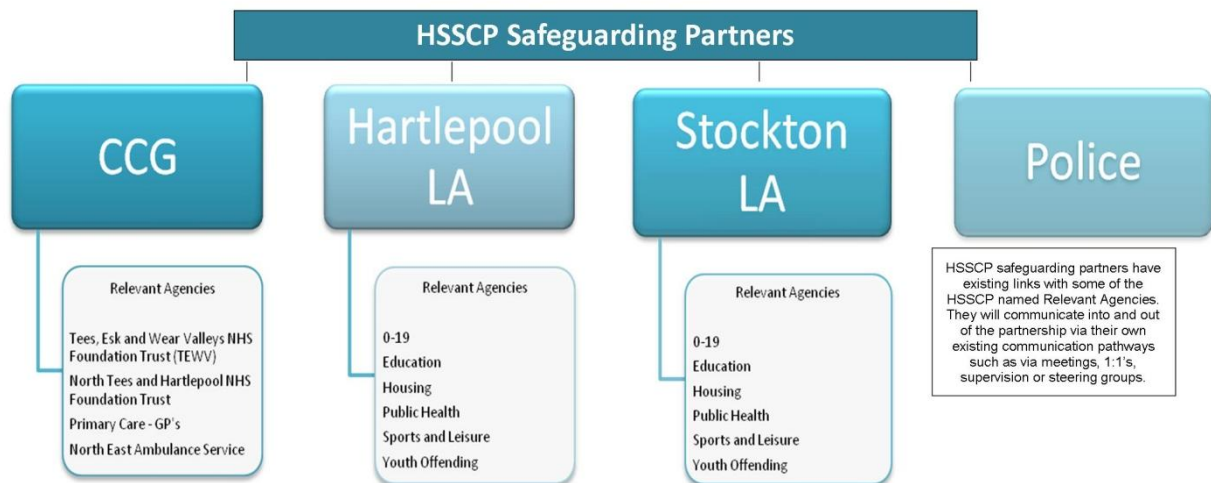 HSSCP Safeguarding Partners
CCG
Hartlepool
LA
Stockton
LA
Police
Relevant Agencies
Tees, Esk and Wear Valleys NHS
Foundation Trust (TEWV)
North Tees and Hartlepool NHS
Foundation Trust
Primary Care - GP's
North East Ambulance Service
Relevant Agencies
0-19
Education
Housing
Public Health
Sports and Leisure
Youth Offending
Relevant Agencies
0-19
Education
Housing
Public Health
Sports and Leisure
Youth Offending
HSSCP safeguarding partners have
existing links with some of the
HSSCP named Relevant Agencies.
They will communicate into and out
of the partnership via their own
existing communication pathways
such as via meetings, 1:1's,
supervision or steering groups.